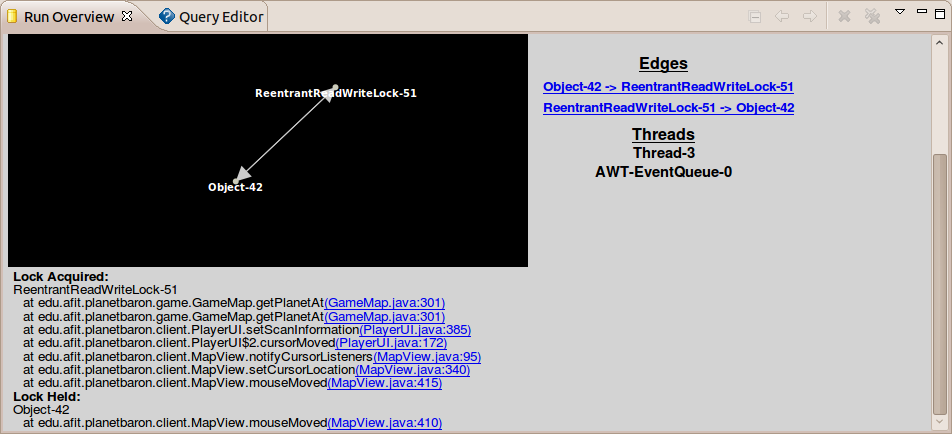 Run Overview
Query Editor
ReentrantReadWriteLock-51
Object-42
Edges
Object-42 -> ReentrantReadWriteLock-51
ReentrantReadWriteLock-51 -> Object-42
Threads
Thread-3
AWT-EventQueue-0
Lock Acquired:
ReentrantReadWriteLock-51
at edu.afit.planetbaron.game.GameMap.getPlanetAt(GameMap.java:301)
at edu.afit.planetbaron.game.GameMap.getPlanetAt(GameMap.java:301)
at edu.afit.planetbaron.client.PlayerUI.setScanInformation(PlayerUI.java:385)
at edu.afit.planetbaron.client.PlayerUI$2.cursorMoved(PlayerUI.java:172)
at edu.afit.planetbaron.client.MapView.notifyCursorListeners(MapView.java:95)
at edu.afit.planetbaron.client.MapView.setCursorLocation(MapView.java:340)
at edu.afit.planetbaron.client.MapView.mouseMoved(MapView.java:415)
Lock Held:
Object-42
at edu.afit.planetbaron.client.MapView.mouseMoved(MapView.java:410)